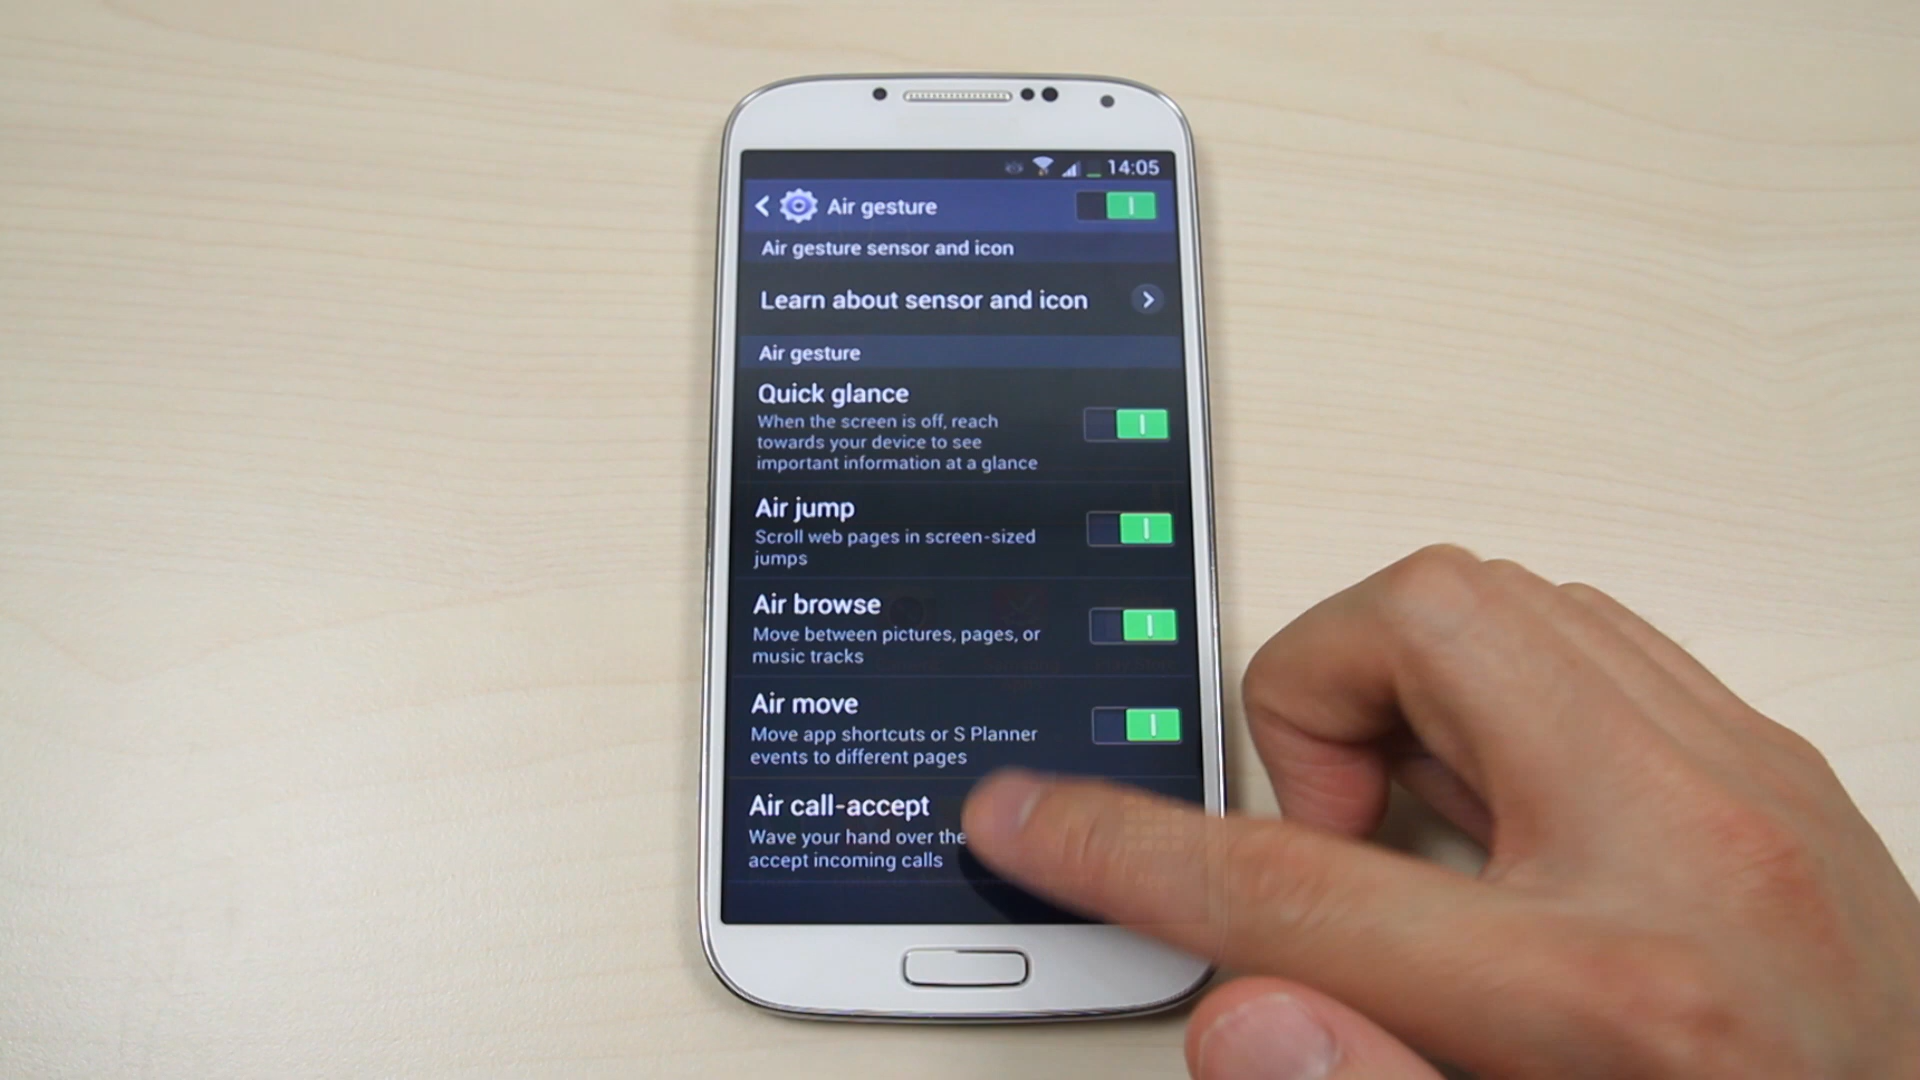 14:05
Air gesture
Air gesture sensor and icon
Learn about sensor and icon
Air gesture
Quick glance
When the screen is off, reach
towards your device to see
important information at a glance
Air jump
Scroll web pages in screen-sized
jumps
Air browse
Move between pictures, pages, or
music tracks
Air move
Move app shortcuts or S Planner
events to different pages
Air call-accept
Wave your hand over the
accept incoming calls